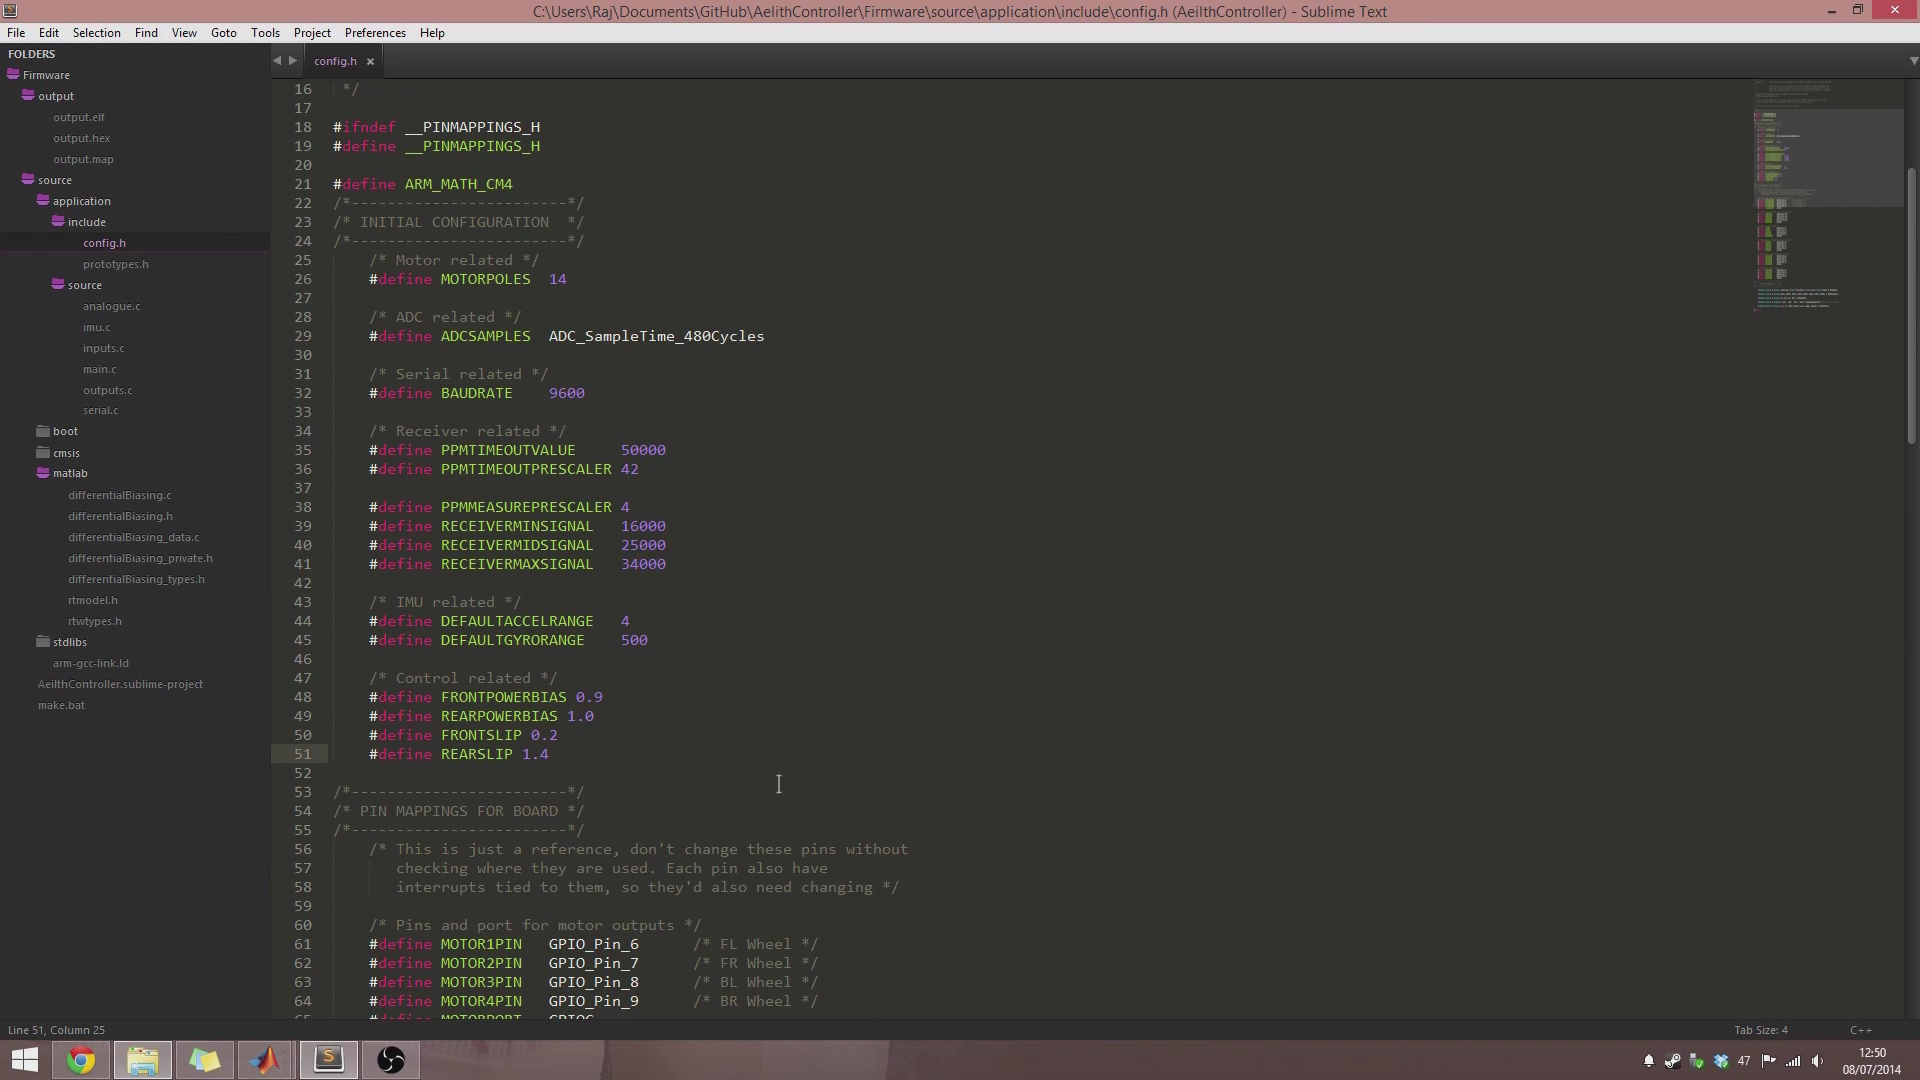 C:\Users\Raj\Documents\GitHub\AelithController\Firmware\source\application\include\config.h (AeilthController) - Sublime Text
File Edit Selection Find View Goto Tools Project Preferences Help
FOLDERS
Firmware
output
output.elf
output.hex
output.map
source
application
include
config.h
prototypes.h
source
analogue.c
imu.c
inputs.c
main.c
outputs.c
serial.c
boot
cmsis
matlab
differentialBiasing.c
differentialBiasing.h
differentialBiasing_data.c
differentialBiasing_private.h
differentialBiasing_types.h
rtmodel.h
rtwtypes.h
stdlibs
arm-gcc-link.ld
AeilthController.sublime-project
make.bat
config.h ×
16 */
17
18 #ifndef __PINMAPPINGS_H
19 #define __PINMAPPINGS_H
20
21 #define ARM_MATH_CM4
22 /*------------------------*/
23 /* INITIAL CONFIGURATION  */
24 /*------------------------*/
25 /* Motor related */
26 #define MOTORPOLES 14
27
28 /* ADC related */
29 #define ADCSAMPLES ADC_SampleTime_480Cycles
30
31 /* Serial related */
32 #define BAUDRATE 9600
33
34 /* Receiver related */
35 #define PPMTIMEOUTVALUE 50000
36 #define PPMTIMEOUTPRESCALER 42
37
38 #define PPMMEASUREPRESCALER 4
39 #define RECEIVERMINSIGNAL 16000
40 #define RECEIVERMIDSIGNAL 25000
41 #define RECEIVERMAXSIGNAL 34000
42
43 /* IMU related */
44 #define DEFAULTACCELRANGE 4
45 #define DEFAULTGYRORANGE 500
46
47 /* Control related */
48 #define FRONTPOWERBIAS 0.9
49 #define REARPOWERBIAS 1.0
50 #define FRONTSLIP 0.2
51 #define REARSLIP 1.4
52
53 /*------------------------*/
54 /* PIN MAPPINGS FOR BOARD */
55 /*------------------------*/
56 /* This is just a reference, don't change these pins without
57 checking where they are used. Each pin also have
58 interrupts tied to them, so they'd also need changing */
59
60 /* Pins and port for motor outputs */
61 #define MOTOR1PIN GPIO_Pin_6 /* FL Wheel */
62 #define MOTOR2PIN GPIO_Pin_7 /* FR Wheel */
63 #define MOTOR3PIN GPIO_Pin_8 /* BL Wheel */
64 #define MOTOR4PIN GPIO_Pin_9 /* BR Wheel */
Line 51, Column 25
Tab Size: 4
C++
47
12:50
08/07/2014